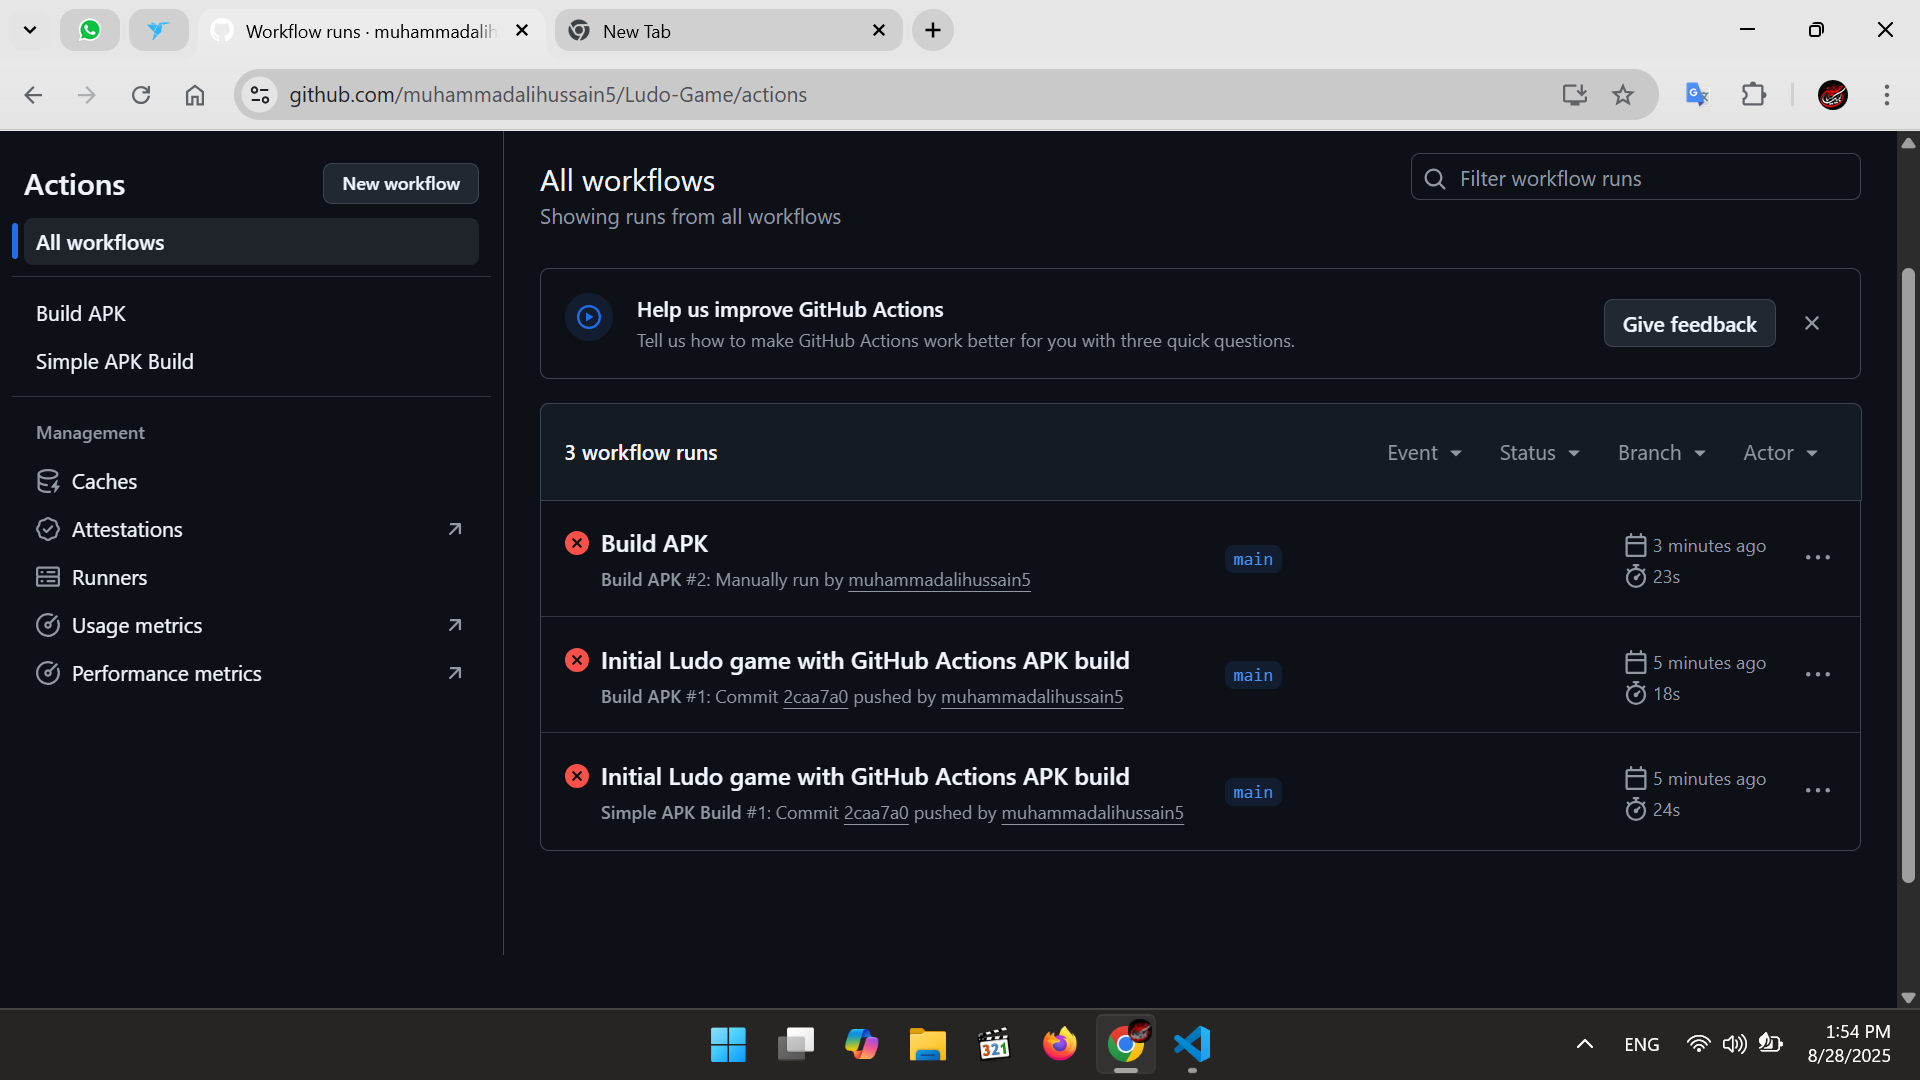 Workflow runs · muhammadalih
New Tab
github.com/muhammadalihussain5/Ludo-Game/actions
Actions
New workflow
All workflows
Build APK
Simple APK Build
Management
Caches
Attestations
Runners
Usage metrics
Performance metrics
All workflows
Showing runs from all workflows
Filter workflow runs
Help us improve GitHub Actions
Tell us how to make GitHub Actions work better for you with three quick questions.
Give feedback
3 workflow runs
Event
Status
Branch
Actor
Build APK
Build APK #2: Manually run by muhammadalihussain5
main
3 minutes ago
23s
Initial Ludo game with GitHub Actions APK build
Build APK #1: Commit 2caa7a0 pushed by muhammadalihussain5
main
5 minutes ago
18s
Initial Ludo game with GitHub Actions APK build
Simple APK Build #1: Commit 2caa7a0 pushed by muhammadalihussain5
main
5 minutes ago
24s
321
ENG
1:54 PM
8/28/2025